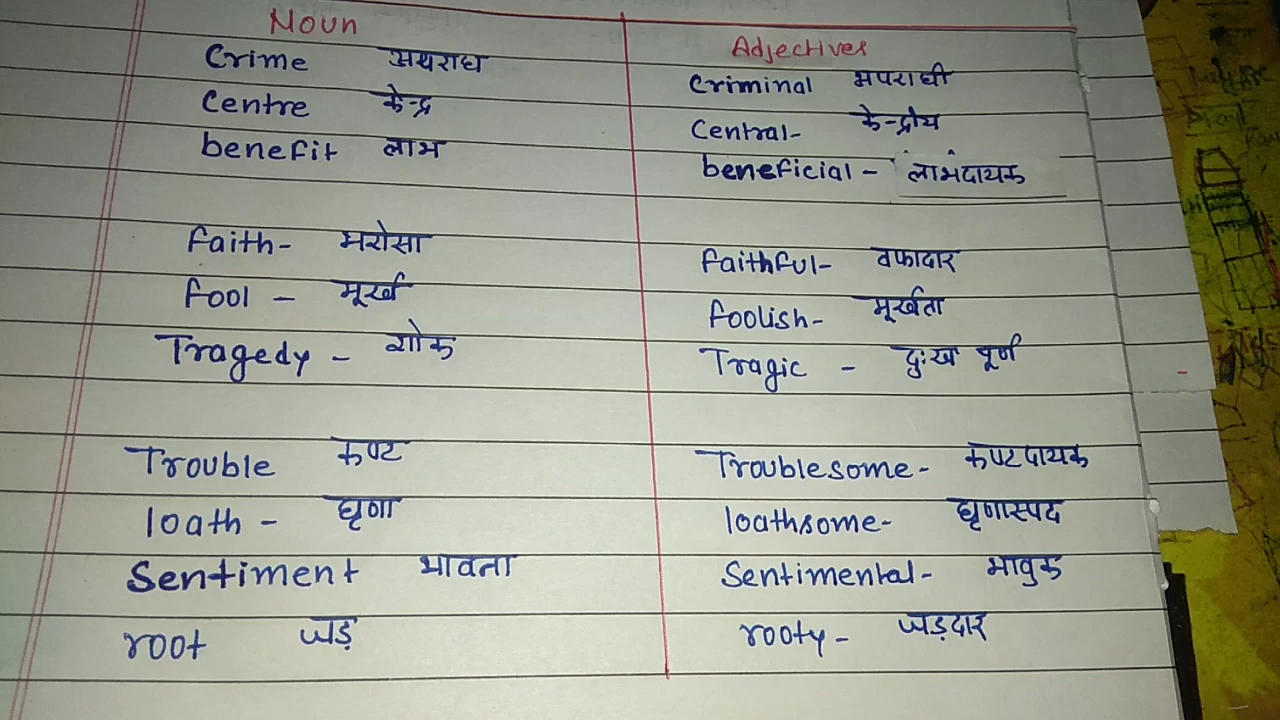 Noun Adjectives
Crime अपराध Criminal अपराधी
Centre केन्द्र Central- केन्द्रीय
benefit लाभ beneficial- लाभंदायक
faith- भरोसा faithful- वफादार
fool - मूर्ख foolish- मूर्खता
Tragedy - शोक Tragic - दुःख पूर्ण
Trouble कष्ट Troublesome- कष्टदायक
loath - घृणा loathsome- घृणास्पद
Sentiment भावना Sentimental- भावुक
root जड़ rooty- जड़दार